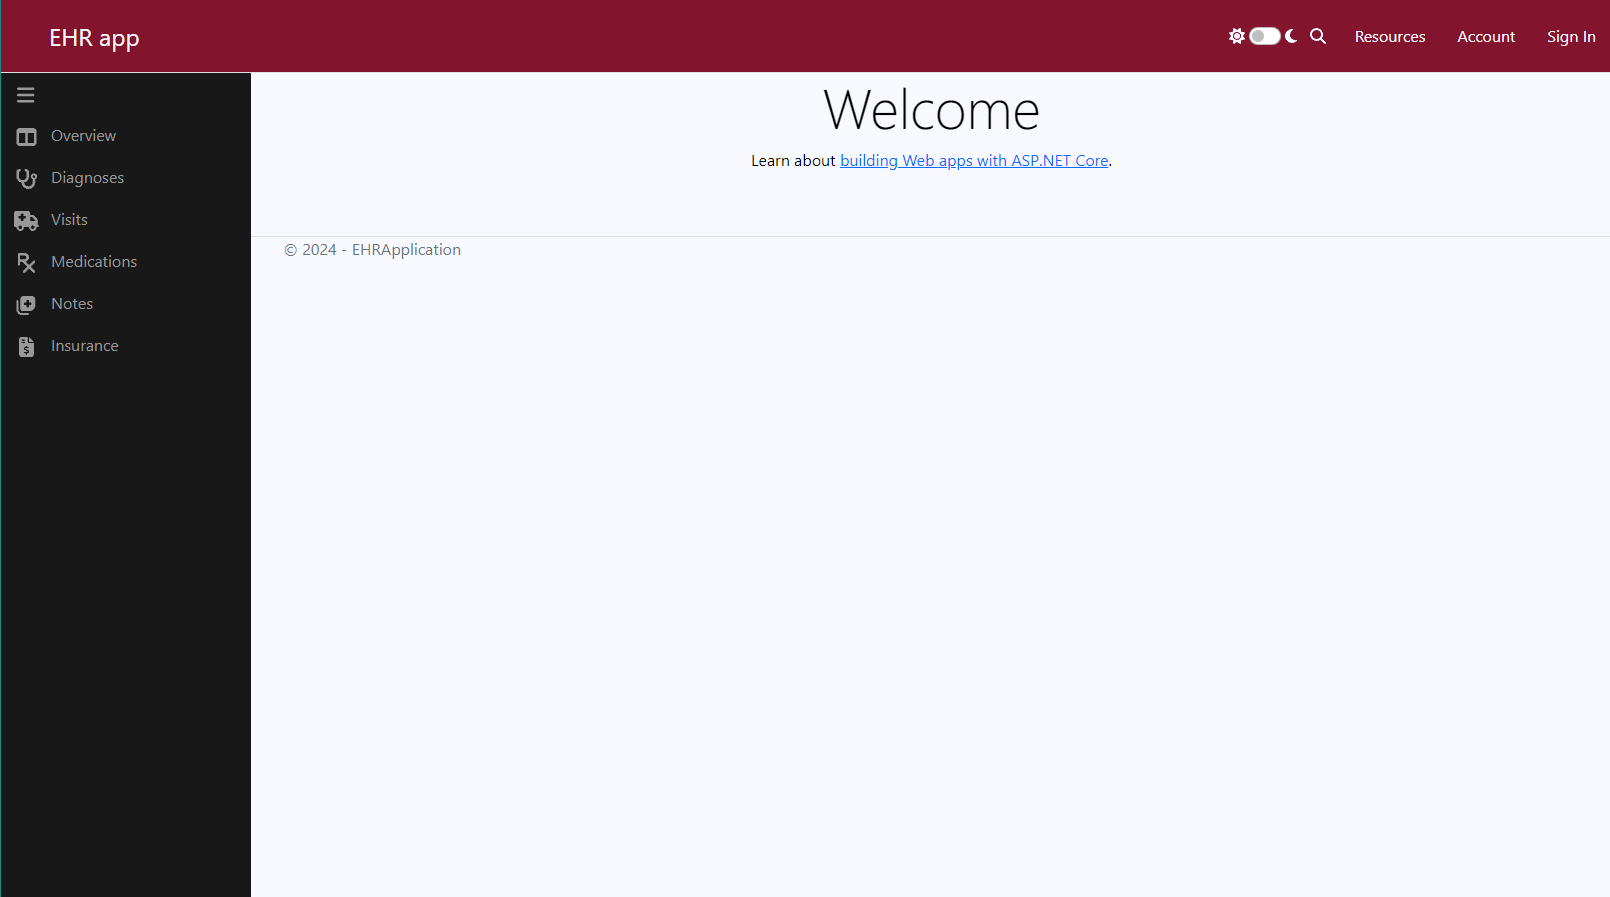 EHR app
Resources
Account
Sign In
Overview
Diagnoses
Visits
Medications
Notes
Insurance
Welcome
Learn about building Web apps with ASP.NET Core.
© 2024 - EHRApplication